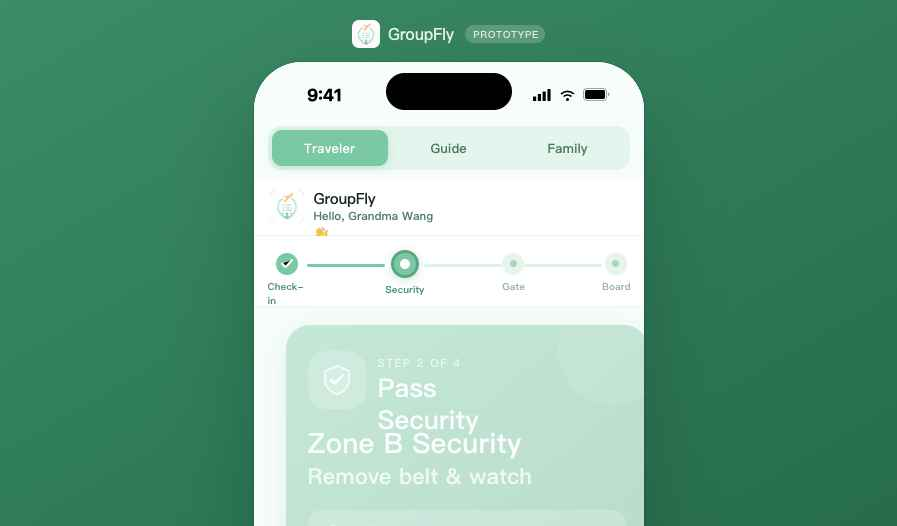 GroupFly PROTOTYPE
9:41
Traveler Guide Family
GroupFly
Hello, Grandma Wang
👋
Check-in Security Gate Board
STEP 2 OF 4
Pass
Security
Zone B Security
Remove belt & watch